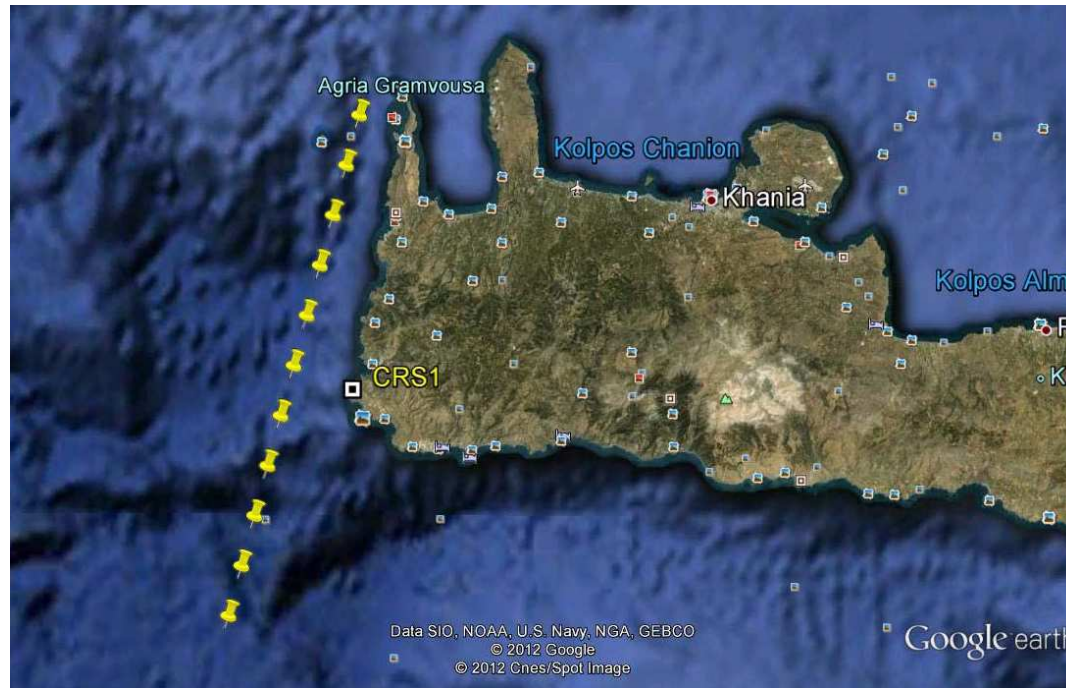 Agria Gramvousa
Kolpos Chanion
Khania
Kolpos Alm
CRS1
Data SIO, NOAA, U.S. Navy, NGA, GEBCO
© 2012 Google
© 2012 Cnes/Spot Image
Google earth